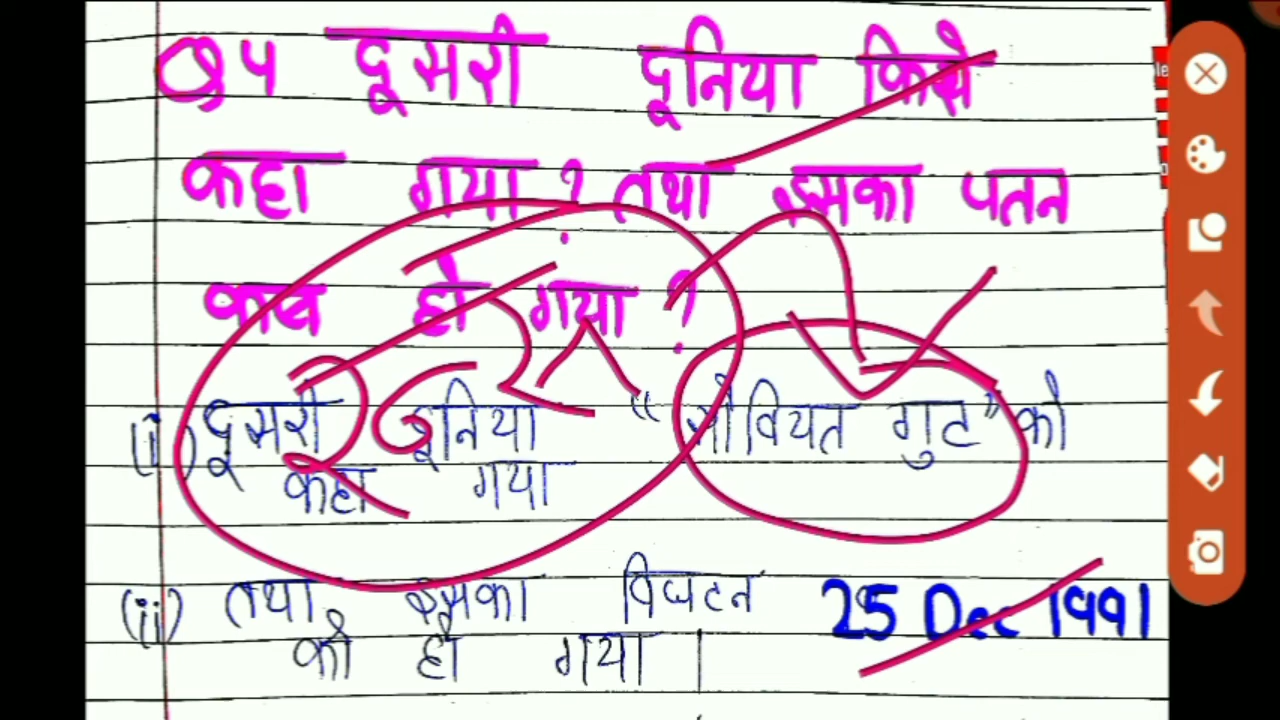 Q5 दूसरी दुनिया किसे
कहा गया? तथा इसका पतन
कब हो गया?
(i) दूसरी दुनिया "सोवियत गुट" को
कहा गया
(ii) तथा इसका विघटन 25 Dec 1991
को हो गया |